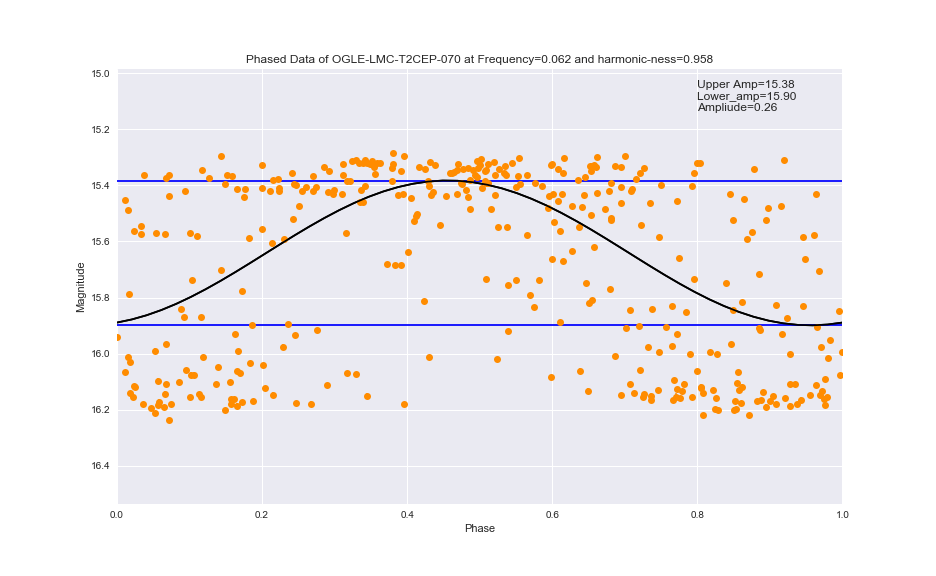 Phased Data of OGLE-LMC-T2CEP-070 at Frequency=0.062 and harmonic-ness=0.958
Upper Amp=15.38
Lower_amp=15.90
Ampliude=0.26
15.0
15.2
15.4
15.6
15.8
16.0
16.2
16.4
Magnitude
0.0 0.2 0.4 0.6 0.8 1.0
Phase